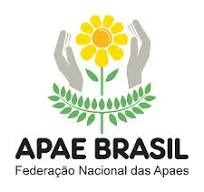 APAE BRASIL
Federação Nacional das Apaes